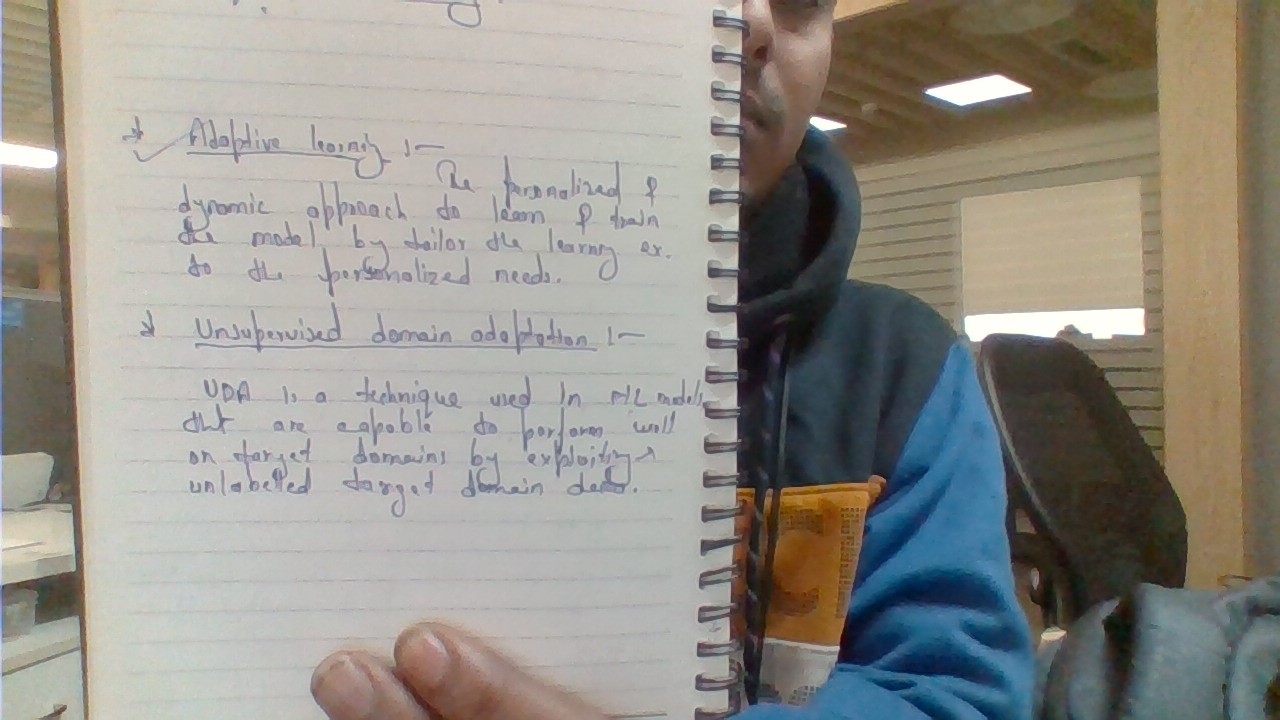 * Adaptive learning :-
The personalized &
dynamic approach to learn & train
the model, by tailor the learning ex.
to the personalized needs.
* Unsupervised domain adaptation :-
UDA is a technique used in ML models
that are capable to perform well
on target domains by exploiting
unlabelled target domain data.